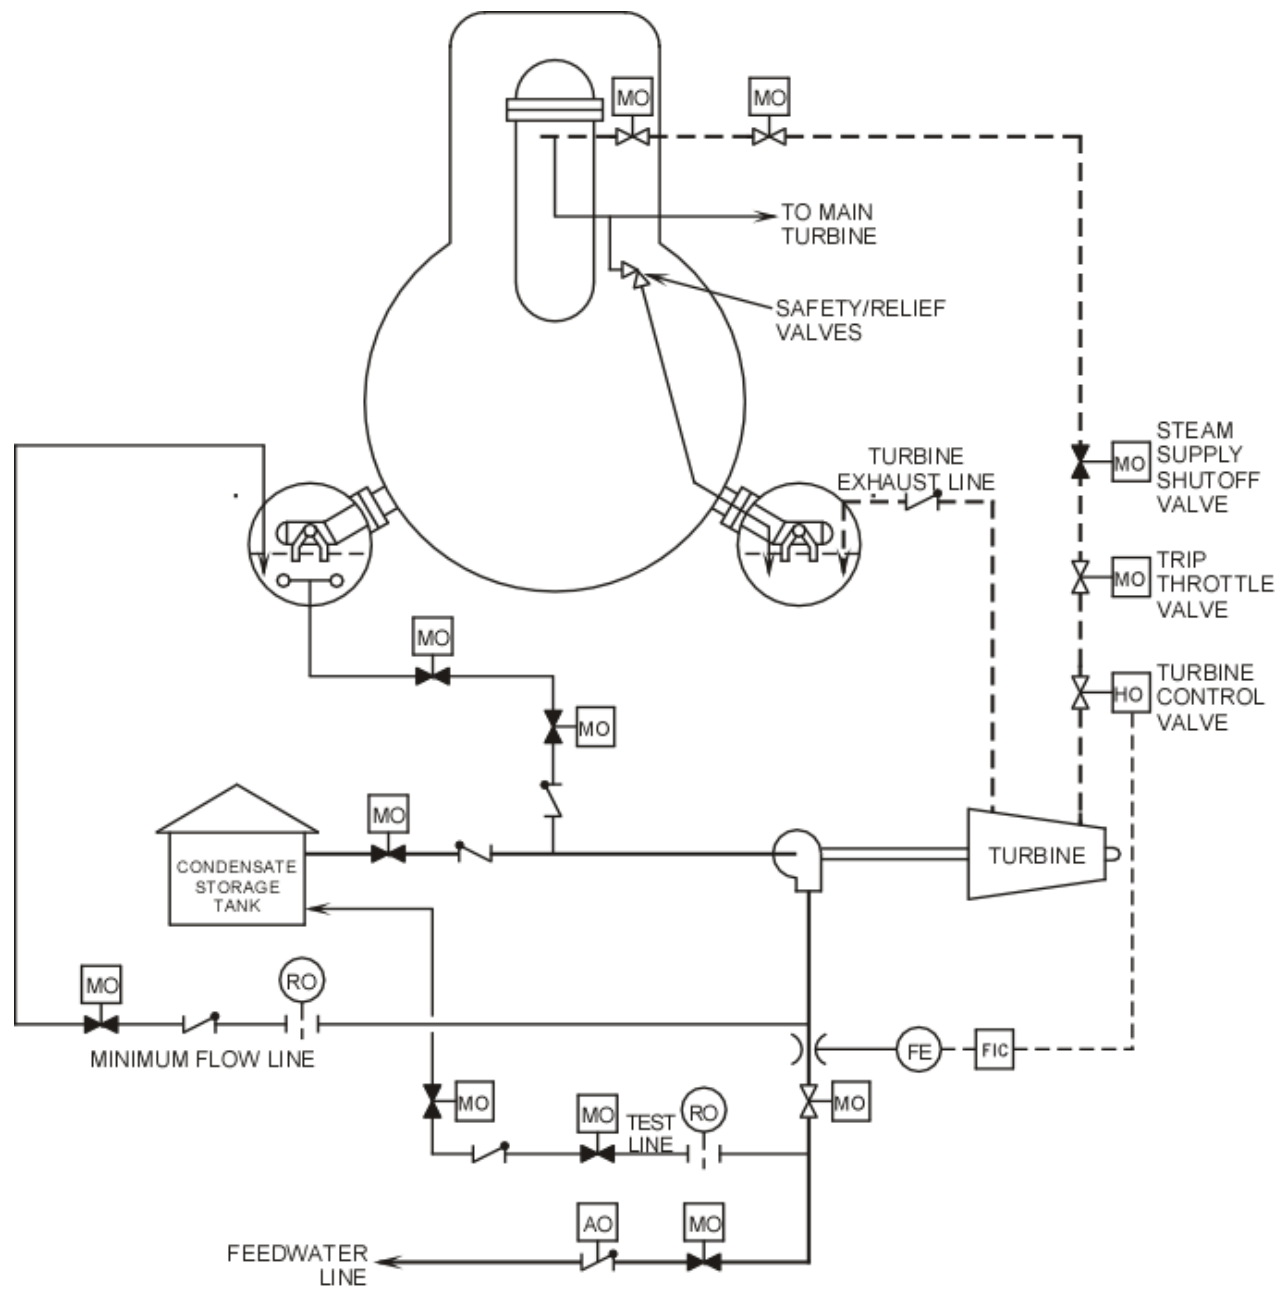 MO
MO
TO MAIN
TURBINE
SAFETY/RELIEF
VALVES
STEAM
SUPPLY
SHUTOFF
VALVE
MO
TURBINE
EXHAUST LINE
TRIP
THROTTLE
VALVE
MO
MO
TURBINE
CONTROL
VALVE
HO
MO
MO
CONDENSATE
STORAGE
TANK
TURBINE
MO
RO
MINIMUM FLOW LINE
FE
FIC
MO
MO
MO
TEST
LINE
RO
AO
MO
FEEDWATER
LINE